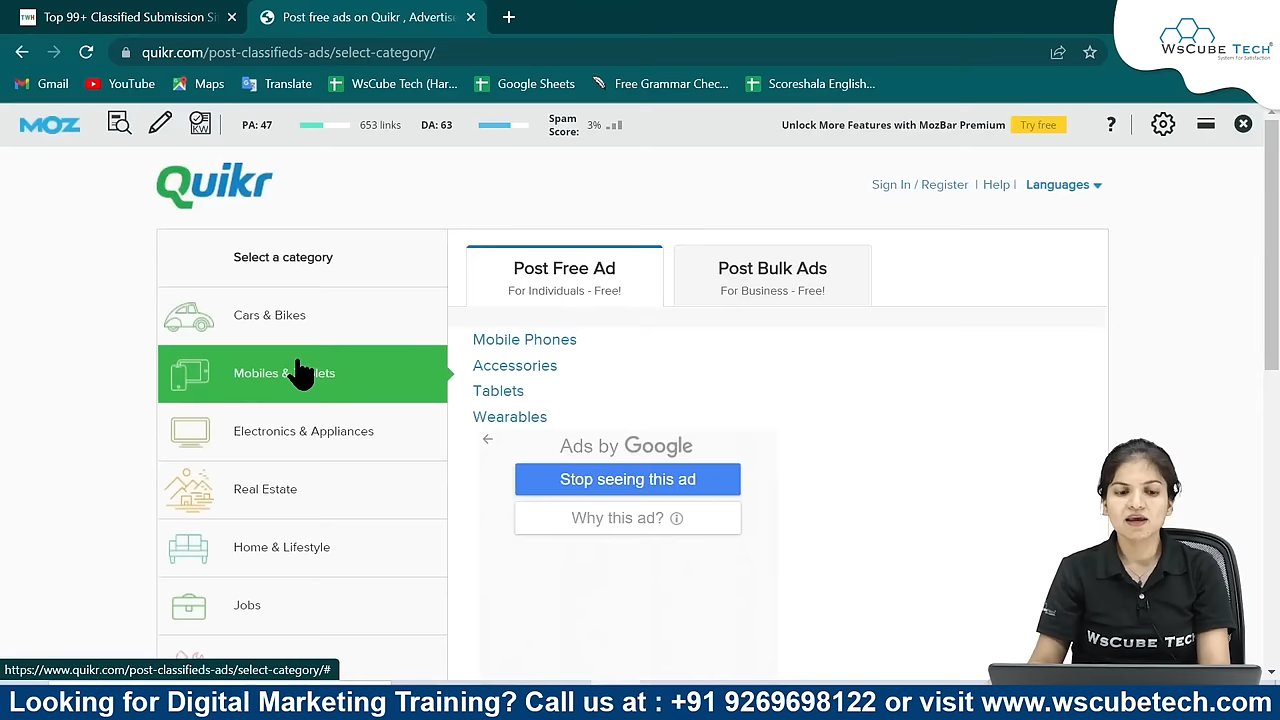 Top 99+ Classified Submission Si
Post free ads on Quikr , Advertise
WsCube Tech
System For Satisfaction
quikr.com/post-classifieds-ads/select-category/
Gmail
YouTube
Maps
Translate
WsCube Tech (Har...
Google Sheets
Free Grammar Chec...
Scoreshala English...
MOZ
KW
PA: 47
653 links
DA: 63
Spam
Score:
3%
Unlock More Features with MozBar Premium
Try free
?
Quikr
Sign In / Register | Help |
Languages
Select a category
Post Free Ad
For Individuals - Free!
Post Bulk Ads
For Business - Free!
Cars & Bikes
Mobile Phones
Accessories
Mobiles &
Tablets
Wearables
Electronics & Appliances
Ads by Google
Stop seeing this ad
Why this ad?
Real Estate
Home & Lifestyle
Jobs
WsCube Tech
https://www.quikr.com/post-classifieds-ads/select-category/#
Looking for Digital Marketing Training? Call us at : +91 9269698122 or visit www.wscubetech.com